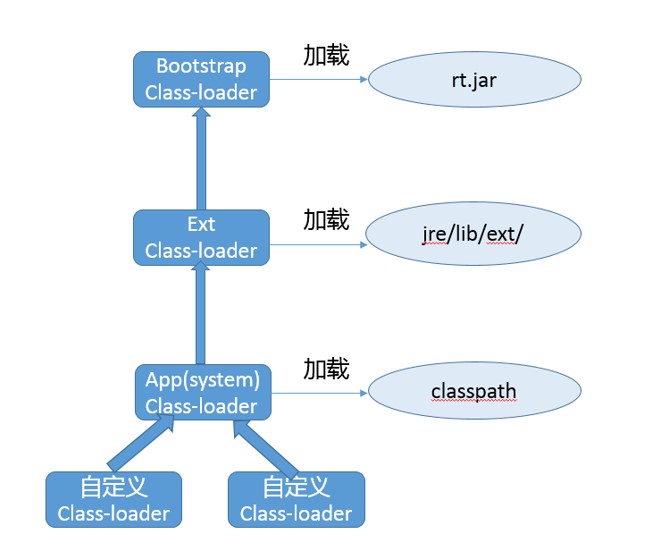 Bootstrap
Class-loader
加载
rt.jar
Ext
Class-loader
加载
jre/lib/ext/
App(system)
Class-loader
加载
classpath
自定义
Class-loader
自定义
Class-loader